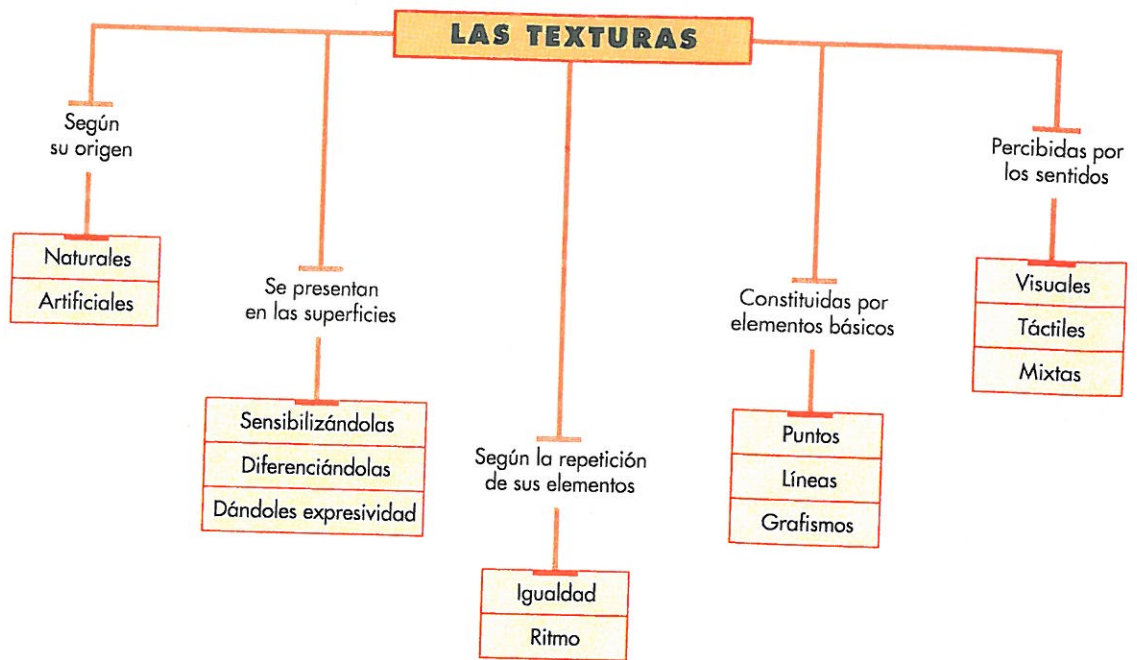 LAS TEXTURAS
Según
su origen
Naturales
Artificiales
Se presentan
en las superficies
Sensibilizándolas
Diferenciándolas
Dándoles expresividad
Según la repetición
de sus elementos
Igualdad
Ritmo
Constituidas por
elementos básicos
Puntos
Líneas
Grafismos
Percibidas por
los sentidos
Visuales
Táctiles
Mixtas